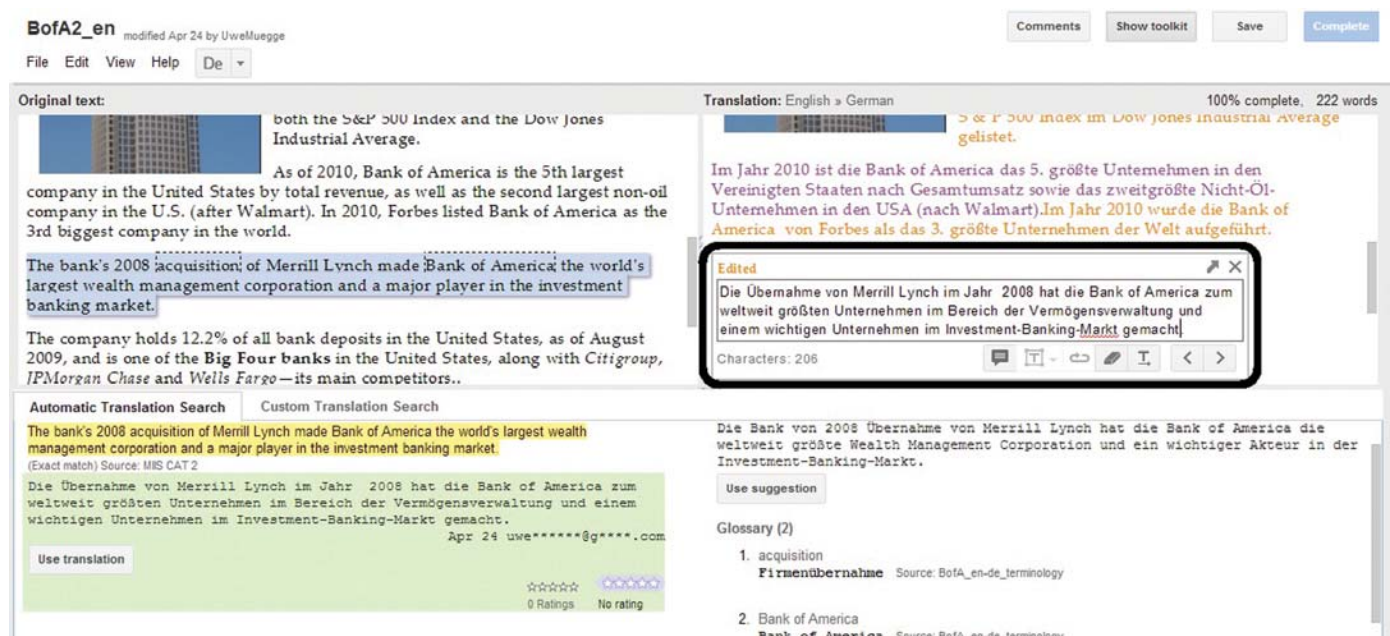 BofA2_en modified Apr 24 by UweMuegge
Comments Show toolkit Save Complete
File Edit View Help De
Original text:
both the S&P 500 Index and the Dow Jones
Industrial Average.
As of 2010, Bank of America is the 5th largest
company in the United States by total revenue, as well as the second largest non-oil
company in the U.S. (after Walmart). In 2010, Forbes listed Bank of America as the
3rd biggest company in the world.
The bank's 2008 acquisition of Merrill Lynch made Bank of America the world's
largest wealth management corporation and a major player in the investment
banking market.
The company holds 12.2% of all bank deposits in the United States, as of August
2009, and is one of the Big Four banks in the United States, along with Citigroup,
JPMorgan Chase and Wells Fargo—its main competitors..
Translation: English » German 100% complete, 222 words
S & P 500 Index im Dow Jones Industrial Average
gelistet.
Im Jahr 2010 ist die Bank of America das 5. größte Unternehmen in den
Vereinigten Staaten nach Gesamtumsatz sowie das zweitgrößte Nicht-Öl-
Unternehmen in den USA (nach Walmart).Im Jahr 2010 wurde die Bank of
America von Forbes als das 3. größte Unternehmen der Welt aufgeführt.
Edited
Die Übernahme von Merrill Lynch im Jahr 2008 hat die Bank of America zum
weltweit größten Unternehmen im Bereich der Vermögensverwaltung und
einem wichtigen Unternehmen im Investment-Banking-Markt gemacht.
Characters: 206
Automatic Translation Search Custom Translation Search
The bank's 2008 acquisition of Merrill Lynch made Bank of America the world's largest wealth
management corporation and a major player in the investment banking market.
(Exact match) Source: MIIS CAT 2
Die Übernahme von Merrill Lynch im Jahr 2008 hat die Bank of America zum
weltweit größten Unternehmen im Bereich der Vermögensverwaltung und einem
wichtigen Unternehmen im Investment-Banking-Markt gemacht.
Apr 24 uwe******@g****.com
Use translation
0 Ratings No rating
Die Bank von 2008 Übernahme von Merrill Lynch hat die Bank of America die
weltweit größte Wealth Management Corporation und ein wichtiger Akteur in der
Investment-Banking-Markt.
Use suggestion
Glossary (2)
1. acquisition
Firmenübernahme Source: BofA_en-de_terminology
2. Bank of America
Bank of America Source: BofA_en-de_terminology